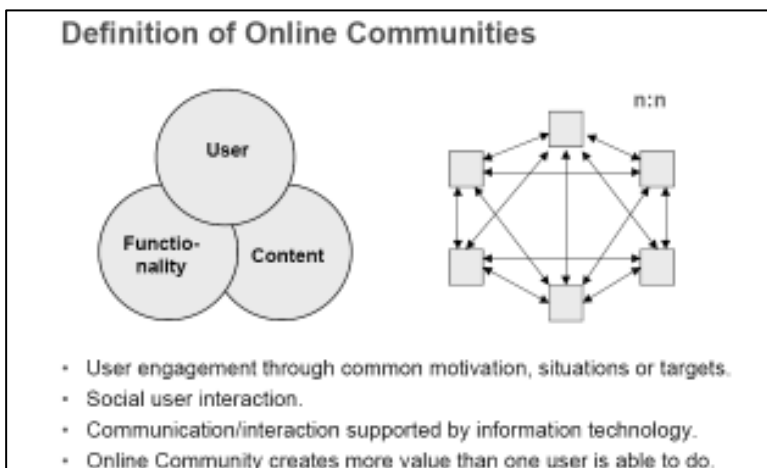 Definition of Online Communities
n:n
User
Functio-
nality
Content
• User engagement through common motivation, situations or targets.
• Social user interaction.
• Communication/interaction supported by information technology.
• Online Community creates more value than one user is able to do.